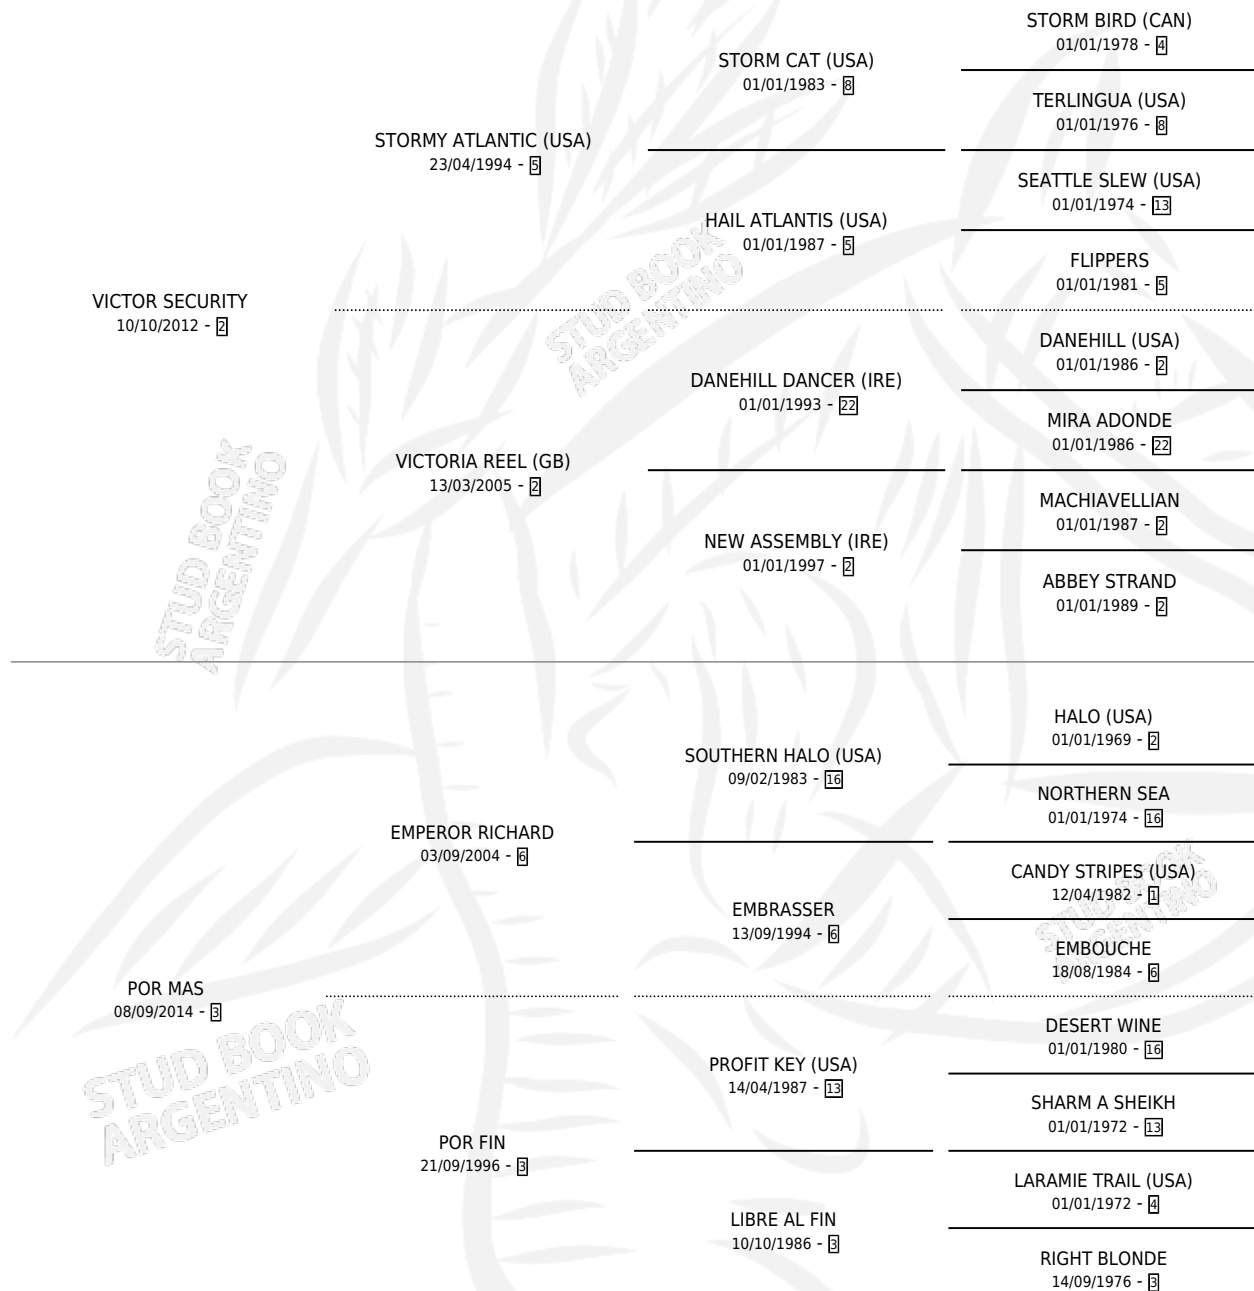 STORM BIRD (CAN)
01/01/1978 - 4
STORM CAT (USA)
01/01/1983 - 8
TERLINGUA (USA)
01/01/1976 - 8
STORMY ATLANTIC (USA)
23/04/1994 - 5
SEATTLE SLEW (USA)
01/01/1974 - 13
HAIL ATLANTIS (USA)
01/01/1987 - 5
FLIPPERS
01/01/1981 - 5
VICTOR SECURITY
10/10/2012 - 2
DANEHILL (USA)
01/01/1986 - 2
DANEHILL DANCER (IRE)
01/01/1993 - 22
MIRA ADONDE
01/01/1986 - 22
VICTORIA REEL (GB)
13/03/2005 - 2
MACHIAVELLIAN
01/01/1987 - 2
NEW ASSEMBLY (IRE)
01/01/1997 - 2
ABBEY STRAND
01/01/1989 - 2
STUD BOOK
ARGENTINO
STUD BOOK
ARGENTINO
HALO (USA)
01/01/1969 - 2
SOUTHERN HALO (USA)
09/02/1983 - 16
NORTHERN SEA
01/01/1974 - 16
EMPEROR RICHARD
03/09/2004 - 6
CANDY STRIPES (USA)
12/04/1982 - 1
EMBRASSER
13/09/1994 - 6
EMBOUCHE
18/08/1984 - 6
STUD BOOK
ARGENTINO
POR MAS
08/09/2014 - 3
DESERT WINE
01/01/1980 - 16
PROFIT KEY (USA)
14/04/1987 - 13
SHARM A SHEIKH
01/01/1972 - 13
STUD BOOK
ARGENTINO
POR FIN
21/09/1996 - 3
LARAMIE TRAIL (USA)
01/01/1972 - 4
LIBRE AL FIN
10/10/1986 - 3
RIGHT BLONDE
14/09/1976 - 3